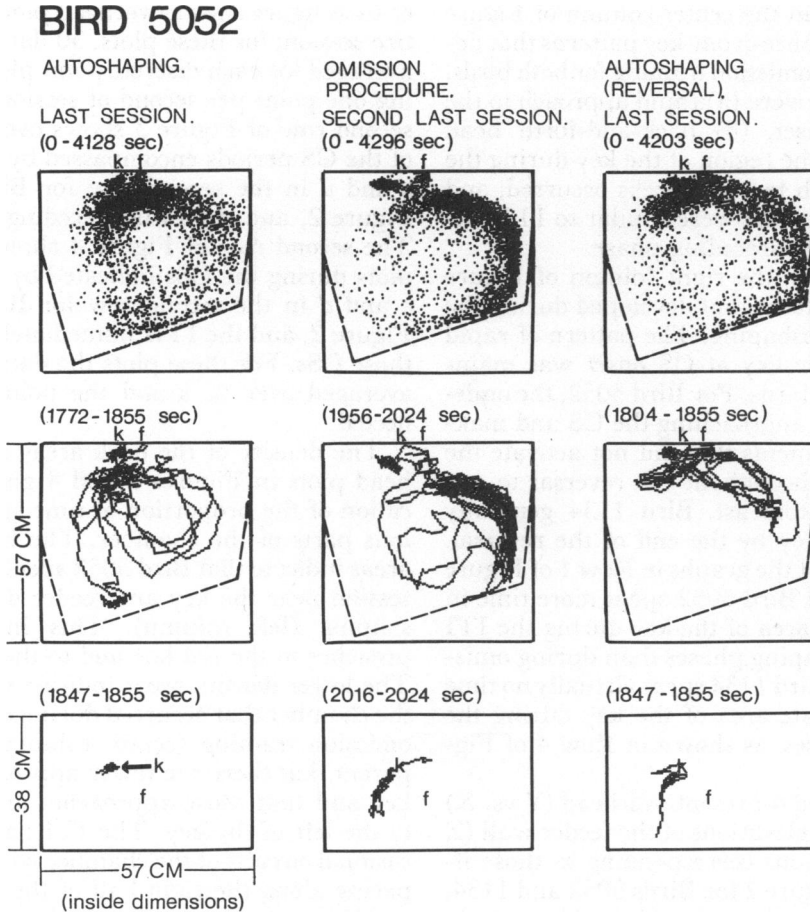 BIRD 5052
AUTOSHAPING.
LAST SESSION.
(0-4128 sec)
k f
OMISSION
PROCEDURE.
SECOND LAST SESSION.
(0-4296 sec)
k f
AUTOSHAPING
(REVERSAL),
LAST SESSION.
(0-4203 sec)
k f
(1772-1855 sec)
k f
(1956-2024 sec)
k f
(1804-1855 sec)
k f
57 CM
(1847-1855 sec)
k
f
(2016-2024 sec)
k
f
(1847-1855 sec)
k
f
38 CM
57 CM
(inside dimensions)